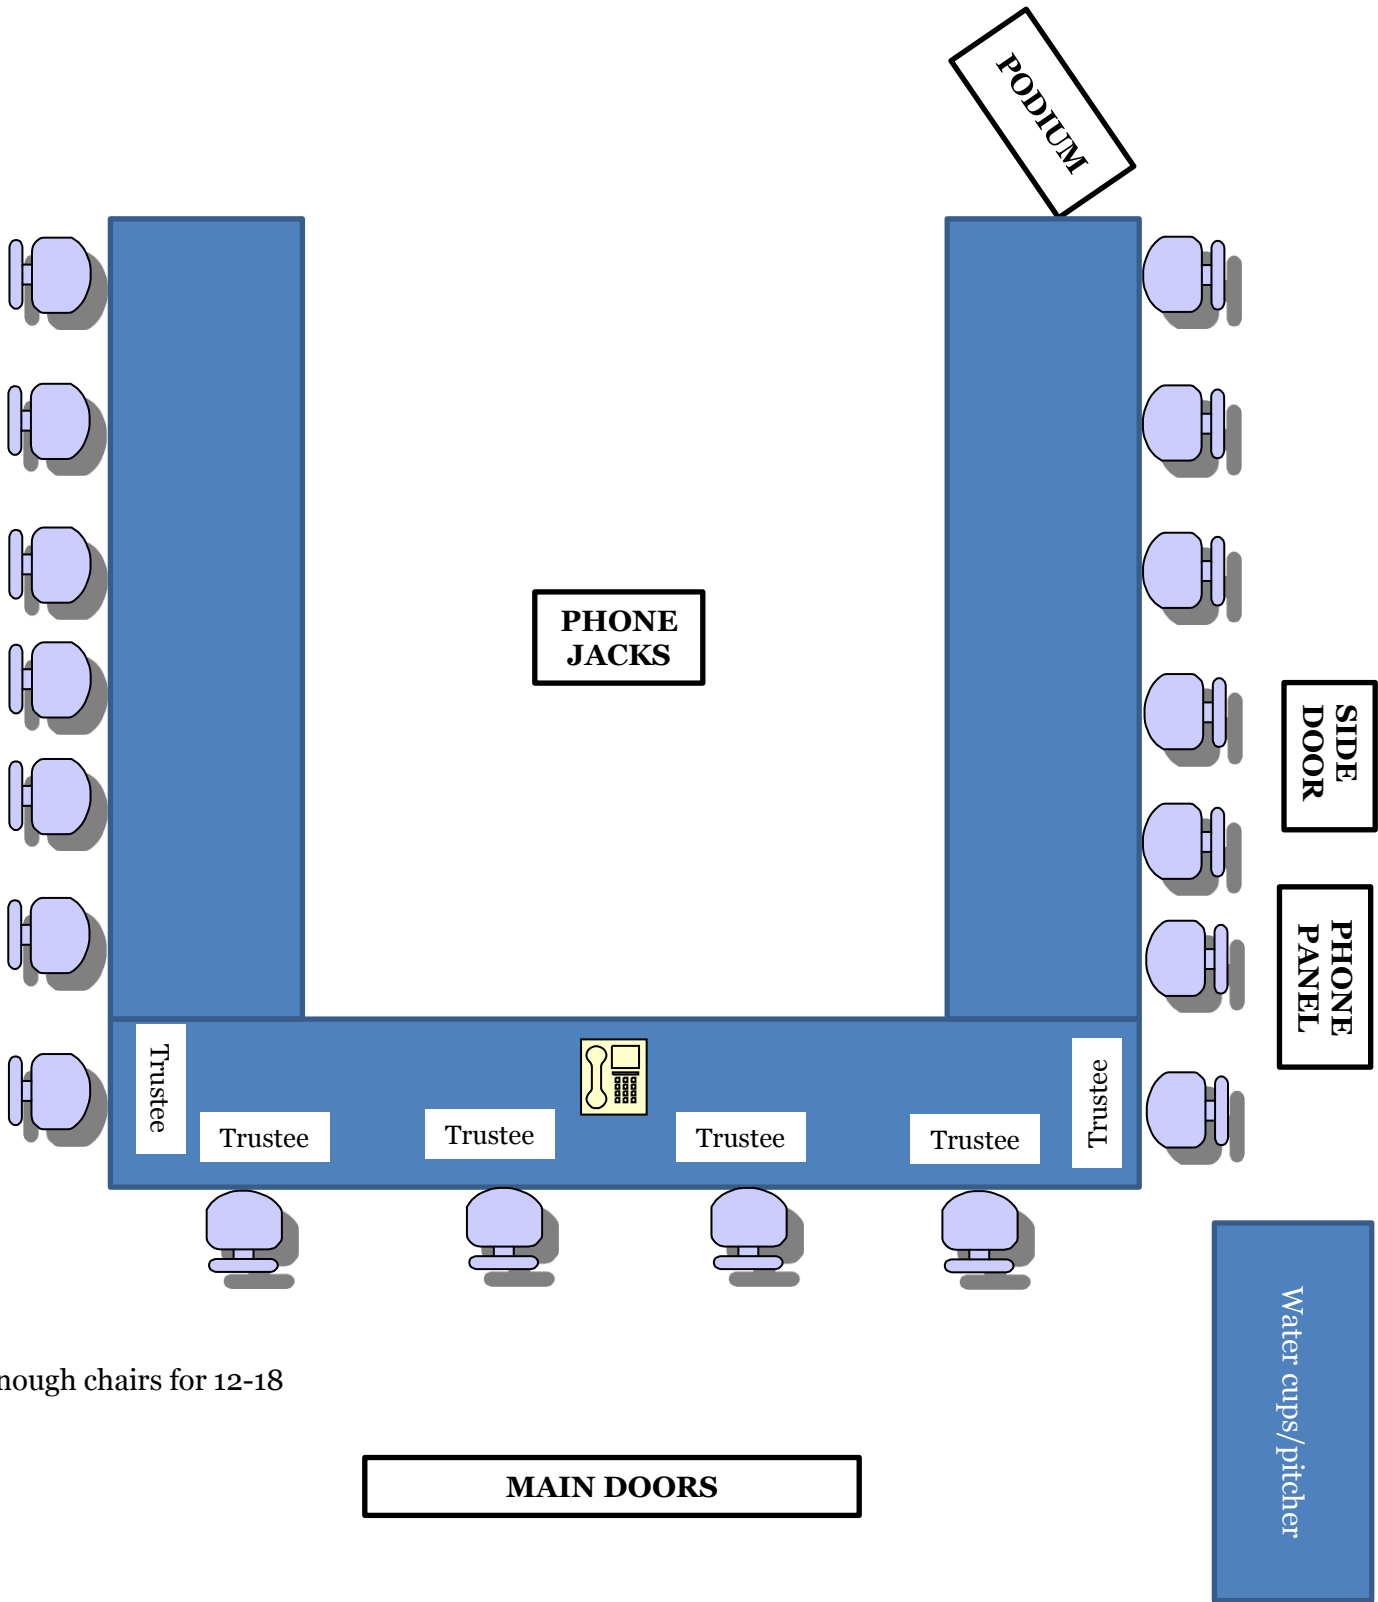 PODIUM
PHONE
JACKS
SIDE
DOOR
PHONE
PANEL
Trustee
Trustee
Trustee
Trustee
Trustee
Trustee
Water cups/pitcher
nough chairs for 12-18
MAIN DOORS